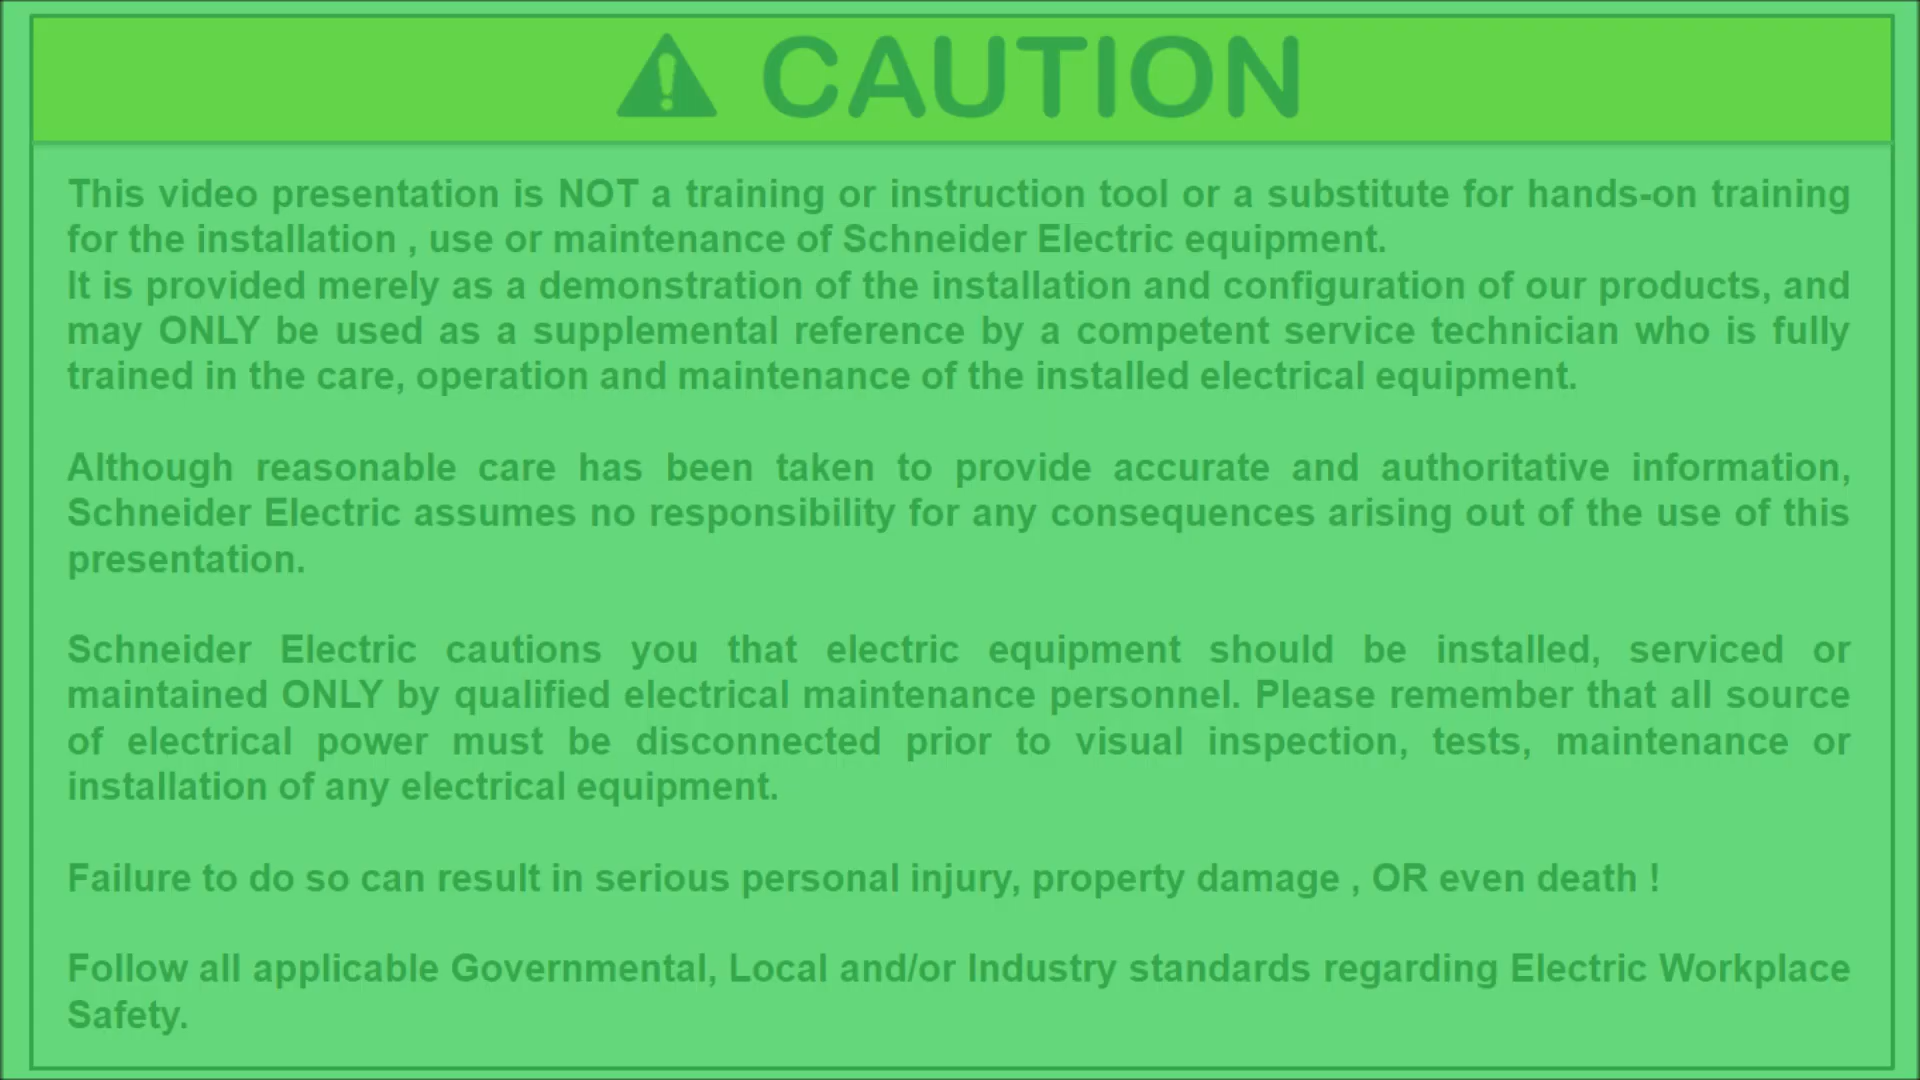 CAUTION
This video presentation is NOT a training or instruction tool or a substitute for hands-on training
for the installation , use or maintenance of Schneider Electric equipment.
It is provided merely as a demonstration of the installation and configuration of our products, and
may ONLY be used as a supplemental reference by a competent service technician who is fully
trained in the care, operation and maintenance of the installed electrical equipment.
Although reasonable care has been taken to provide accurate and authoritative information,
Schneider Electric assumes no responsibility for any consequences arising out of the use of this
presentation.
Schneider Electric cautions you that electric equipment should be installed, serviced or
maintained ONLY by qualified electrical maintenance personnel. Please remember that all source
of electrical power must be disconnected prior to visual inspection, tests, maintenance or
installation of any electrical equipment.
Failure to do so can result in serious personal injury, property damage , OR even death !
Follow all applicable Governmental, Local and/or Industry standards regarding Electric Workplace
Safety.